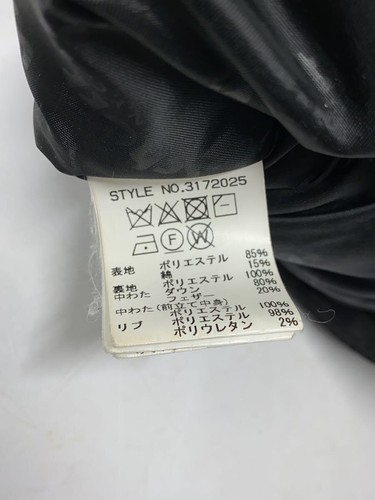 STYLE NO.3172025
F W
表地 ポリエステル 85%
綿 15%
裏地 ポリエステル 100%
中わた ダウン 80%
フェザー 20%
中わた(前立て中身)
ポリエステル 100%
リブ ポリエステル 98%
ポリウレタン 2%